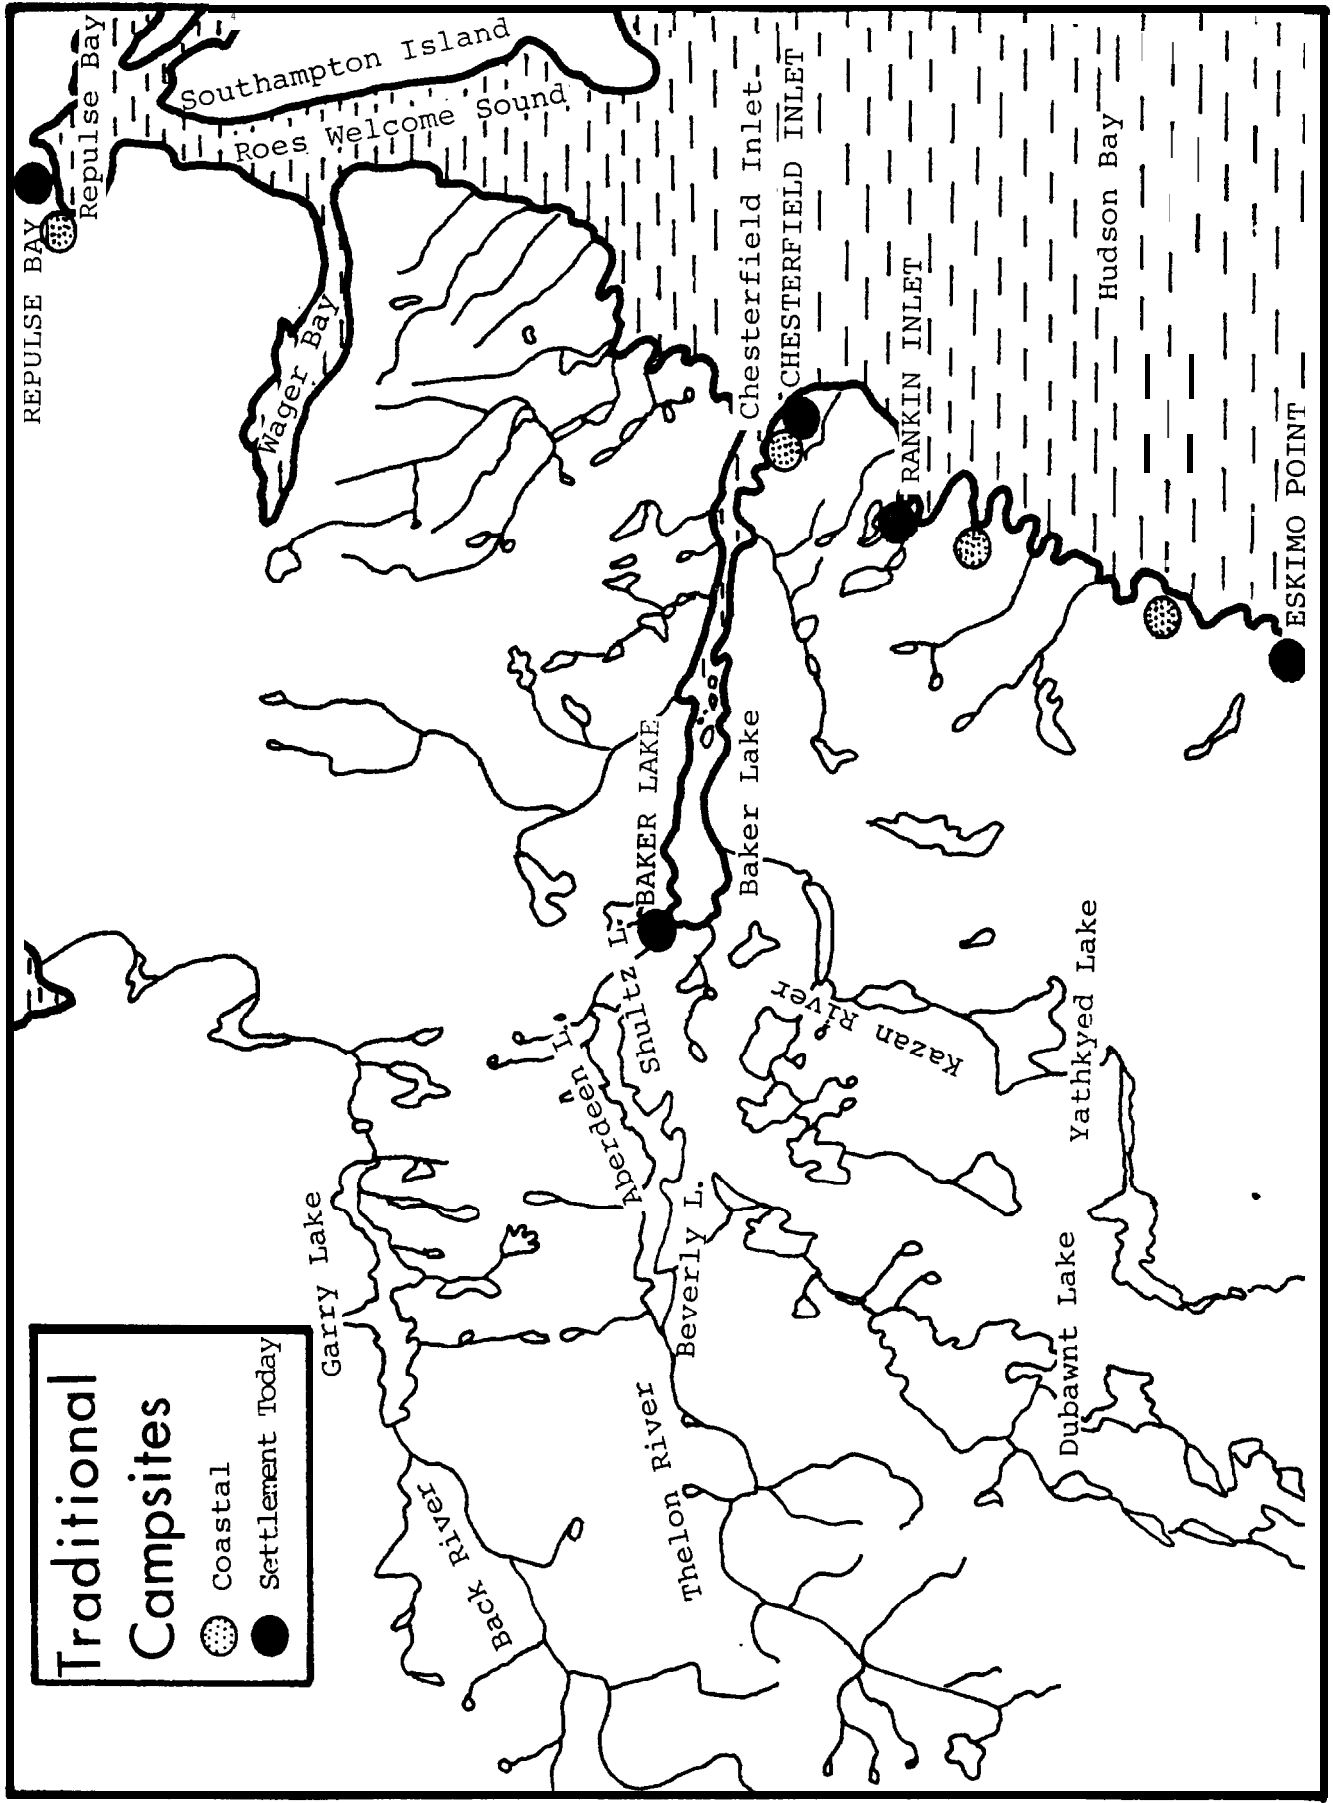 Traditional
Campsites
Coastal
Settlement Today
REPULSE BAY
Repulse Bay
Southampton Island
Roes Welcome Sound
Wager Bay
Chesterfield Inlet
CHESTERFIELD INLET
RANKIN INLET
Hudson Bay
ESKIMO POINT
BAKER LAKE
Baker Lake
Shultz L.
Aberdeen L.
Beverly L.
Garry Lake
Back River
Thelon River
Kazan River
Yathkyed Lake
Dubawnt Lake